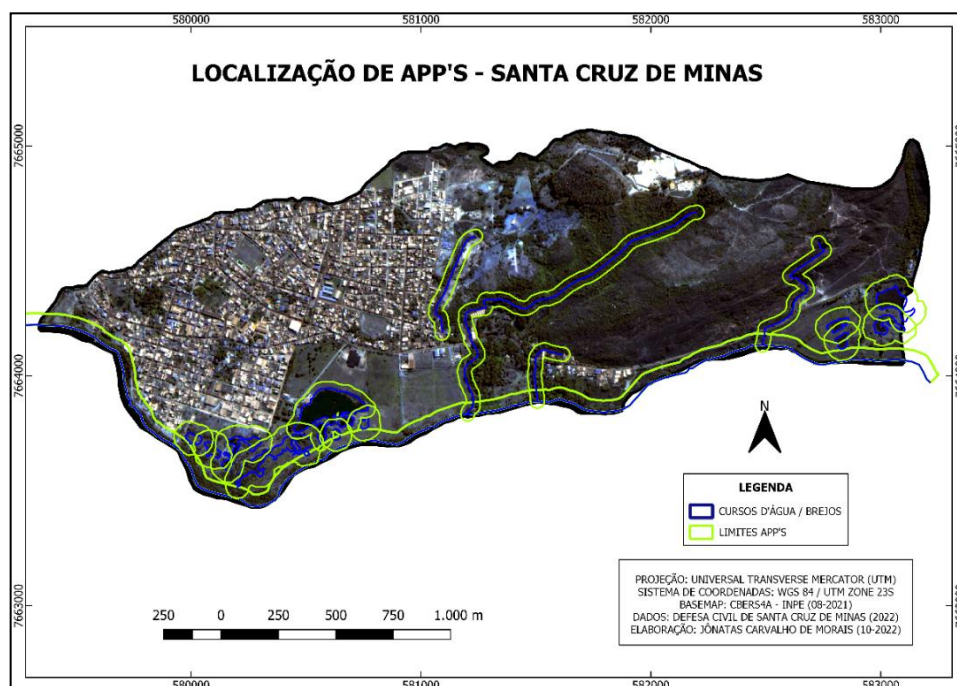 580000 581000 582000 583000
LOCALIZAÇÃO DE APP'S - SANTA CRUZ DE MINAS
7665000
7664000
N
LEGENDA
CURSOS D'ÁGUA / BREJOS
LIMITES APP'S
PROJEÇÃO: UNIVERSAL TRANSVERSE MERCATOR (UTM)
SISTEMA DE COORDENADAS: WGS 84 / UTM ZONE 23S
BASEMAP: CBERS4A - INPE (08-2021)
DADOS: DEFESA CIVIL DE SANTA CRUZ DE MINAS (2022)
ELABORAÇÃO: JÔNATAS CARVALHO DE MORAIS (10-2022)
7663000
250 0 250 500 750 1.000 m
580000 581000 582000 583000